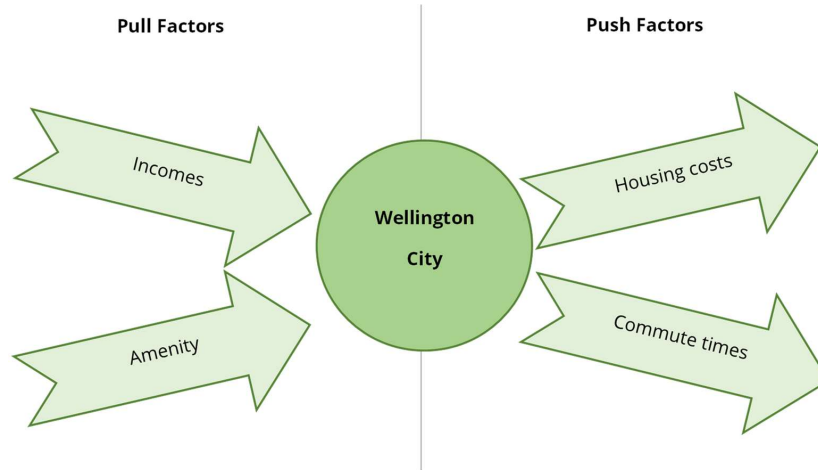 Pull Factors
Push Factors
Incomes
Housing costs
Wellington
City
Amenity
Commute times